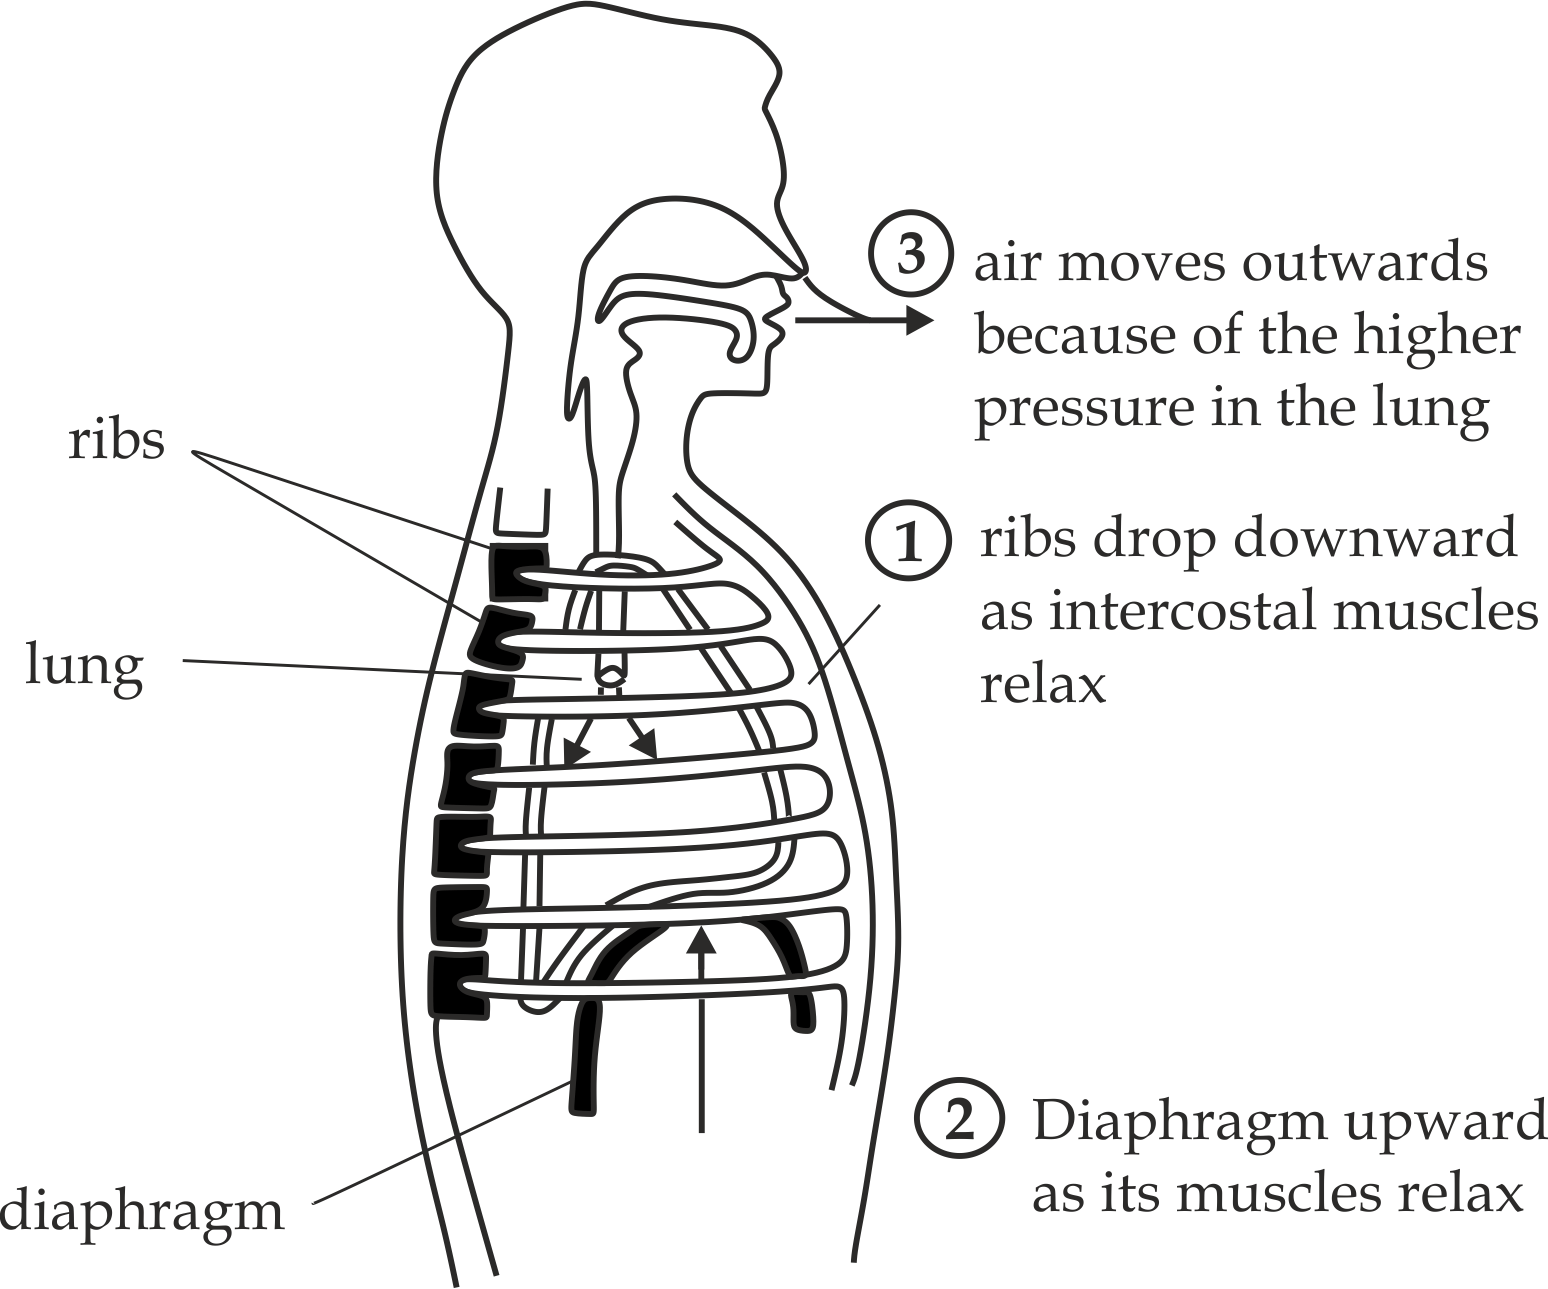 3
air moves outwards
because of the higher
pressure in the lung
ribs
1
ribs drop downward
as intercostal muscles
relax
lung
2
Diaphragm upward
as its muscles relax
diaphragm